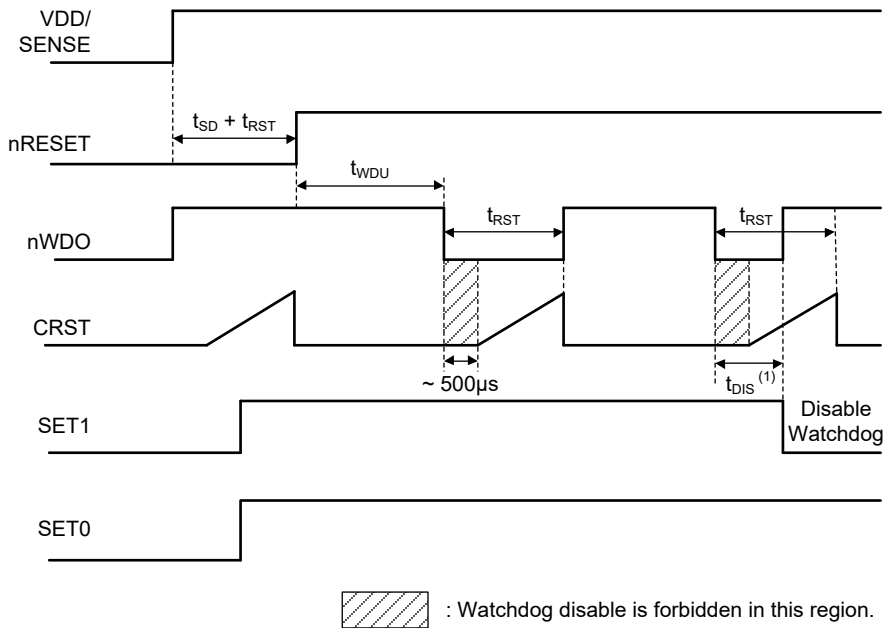 VDD/
SENSE
tSD + tRST
nRESET
tWDU
tRST
tRST
nWDO
CRST
~ 500µs
tDIS (1)
Disable
Watchdog
SET1
SET0
: Watchdog disable is forbidden in this region.